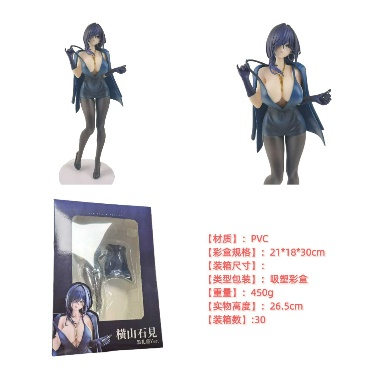 横山石見
【材质】：PVC
【彩盒规格】：21*18*30cm
【装箱尺寸】：
【类型包装】：吸塑彩盒
【重量】：450g
【实物高度】：26.5cm
【装箱数】:30